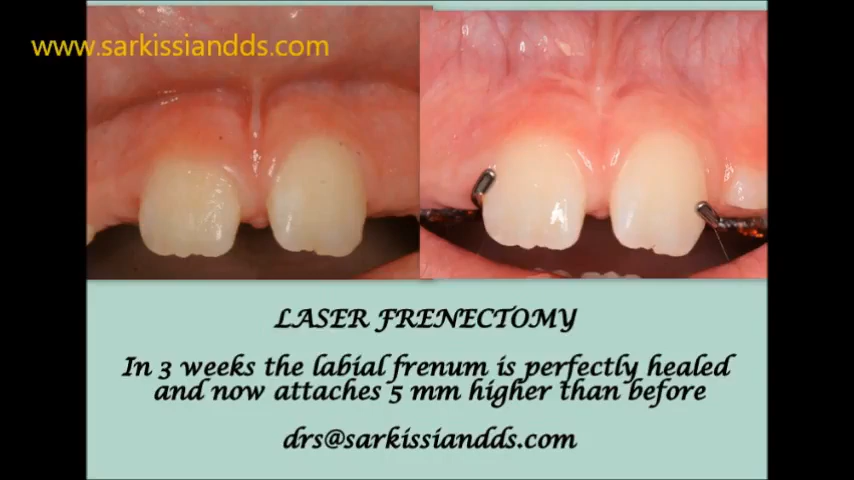 www.sarkissiandds.com
LASER FRENECTOMY
In 3 weeks the labial frenum is perfectly healed
and now attaches 5 mm higher than before
drs@sarkissiandds.com